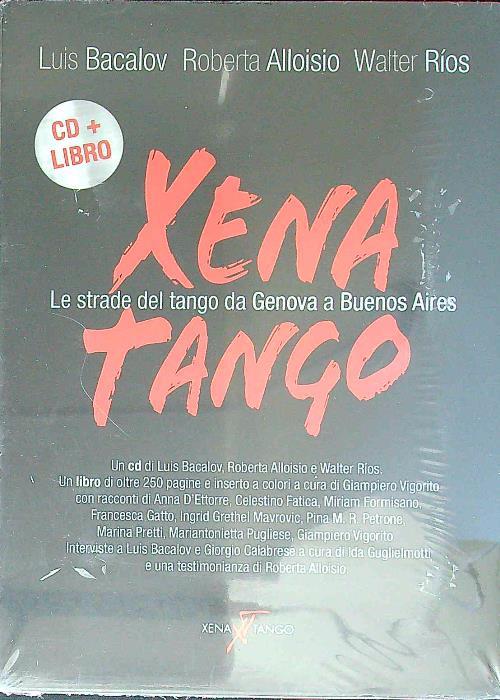 Luis Bacalov Roberta Alloisio Walter Ríos
CD +
LIBRO
XENA
Le strade del tango da Genova a Buenos Aires
TANGO
Un cd di Luis Bacalov, Roberta Alloisio e Walter Ríos.
Un libro di oltre 250 pagine e inserto a colori a cura di Giampiero Vigorito
con racconti di Anna D'Ettorre, Celestino Fatica, Miriam Formisano,
Francesca Gatto, Ingrid Grethel Mavrovic, Pina M. R. Petrone,
Marina Pretti, Mariantonietta Pugliese, Giampiero Vigorito
Interviste a Luis Bacalov e Giorgio Calabrese a cura di Ida Guglielmotti
e una testimonianza di Roberta Alloisio.
XENA XT TANGO